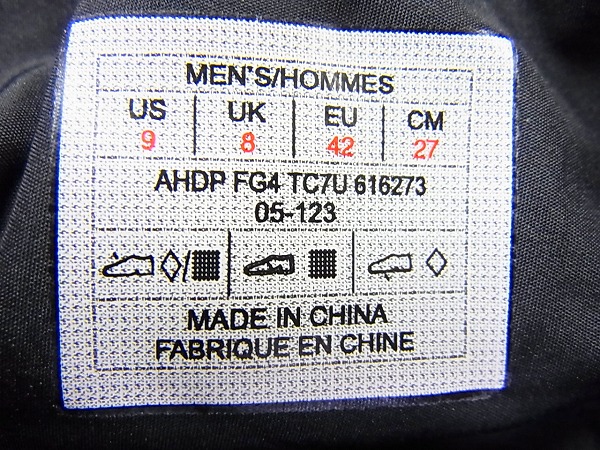 MEN'S/HOMMES
US UK EU CM
9 8 42 27
AHDP FG4 TC7U 616273
05-123
MADE IN CHINA
FABRIQUE EN CHINE